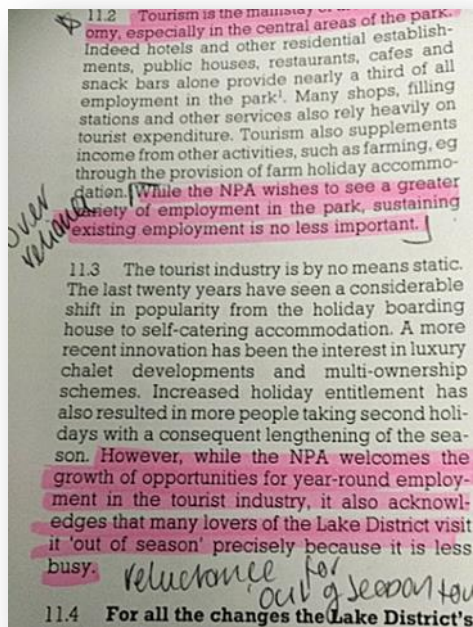 11.2 Tourism is the mainstay
omy, especially in the central areas of the park.
Indeed hotels and other residential establish-
ments, public houses, restaurants, cafes and
snack bars alone provide nearly a third of all
employment in the park¹. Many shops, filling
stations and other services also rely heavily on
tourist expenditure. Tourism also supplements
income from other activities, such as farming, eg
through the provision of farm holiday accommo-
dation. While the NPA wishes to see a greater
variety of employment in the park, sustaining
existing employment is no less important.
over
reliance
11.3 The tourist industry is by no means static.
The last twenty years have seen a considerable
shift in popularity from the holiday boarding
house to self-catering accommodation. A more
recent innovation has been the interest in luxury
chalet developments and multi-ownership
schemes. Increased holiday entitlement has
also resulted in more people taking second holi-
days with a consequent lengthening of the sea-
son. However, while the NPA welcomes the
growth of opportunities for year-round employ-
ment in the tourist industry, it also acknowl-
edges that many lovers of the Lake District visit
it 'out of season' precisely because it is less
busy.
reluctance for
'out of season tou
11.4 For all the changes the Lake District's